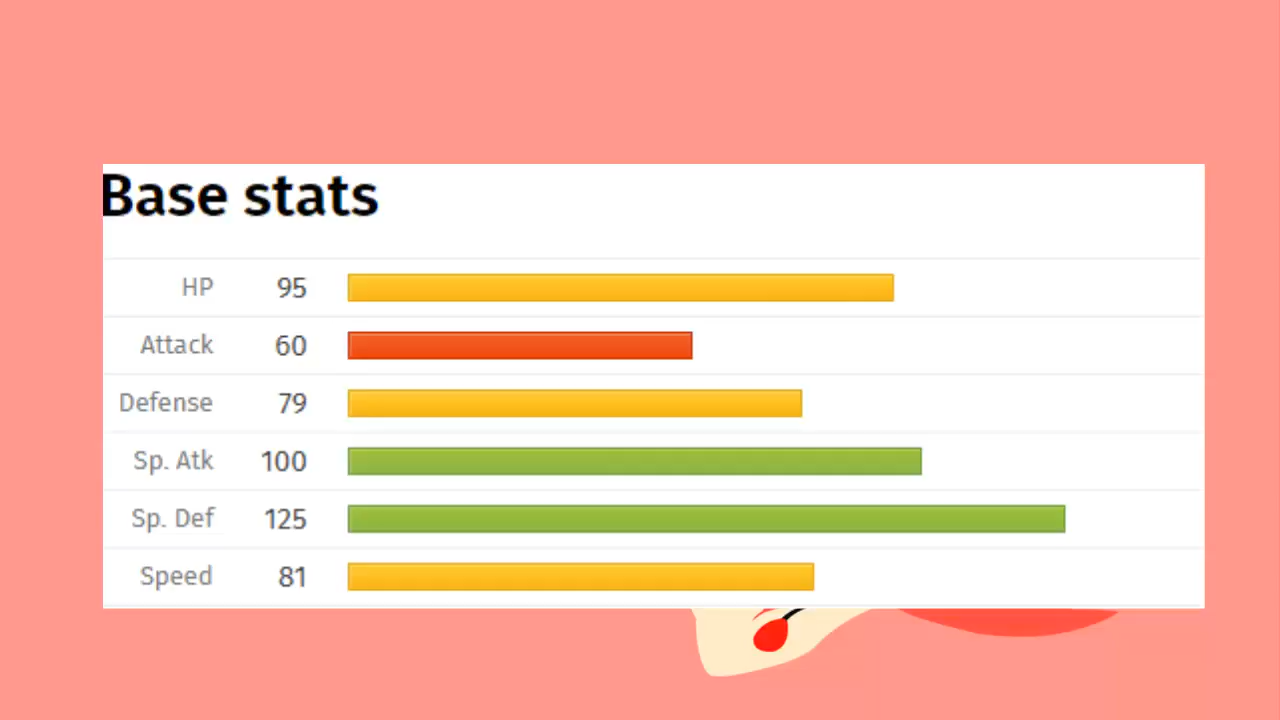 Base stats
HP 95
Attack 60
Defense 79
Sp. Atk 100
Sp. Def 125
Speed 81